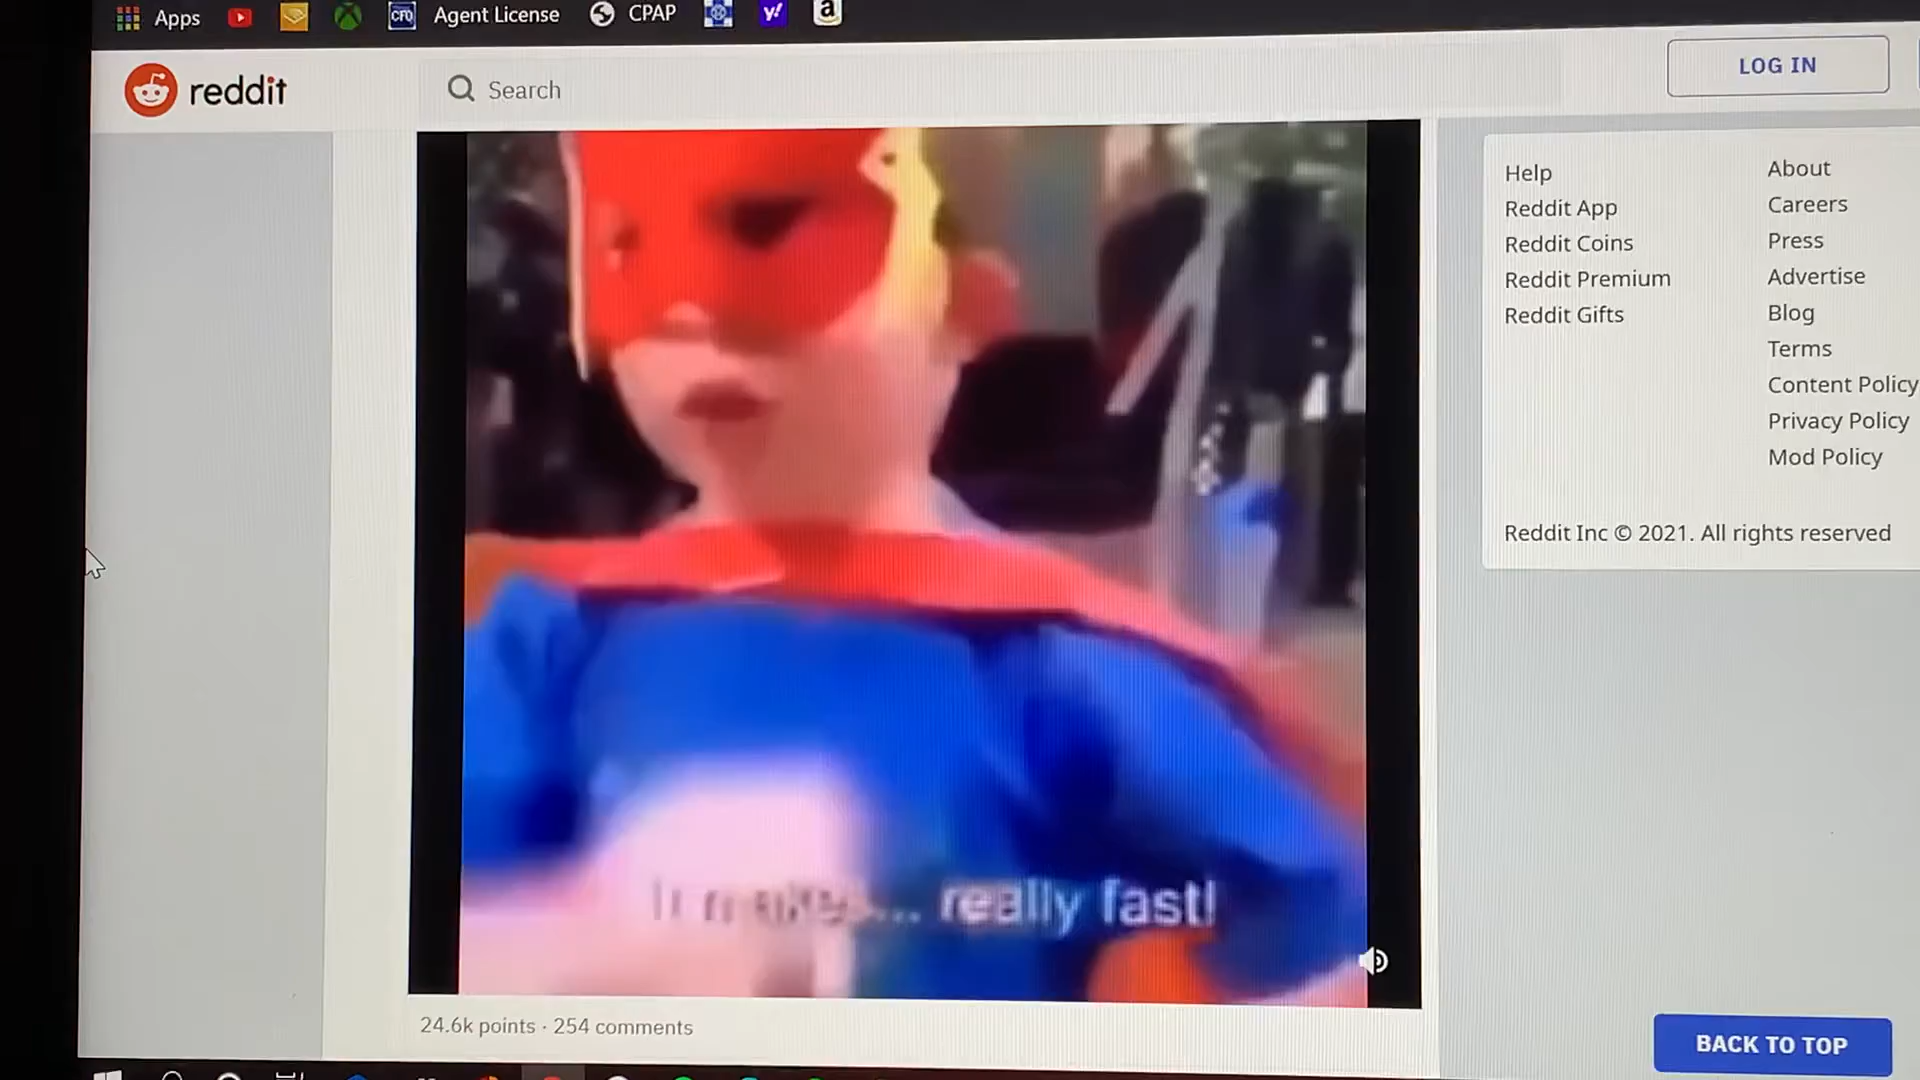 Apps
CFO
Agent License
CPAP
y!
a
reddit
Search
LOG IN
Help
Reddit App
Reddit Coins
Reddit Premium
Reddit Gifts
About
Careers
Press
Advertise
Blog
Terms
Content Policy
Privacy Policy
Mod Policy
Reddit Inc © 2021. All rights reserved
... really fast!
24.6k points · 254 comments
BACK TO TOP